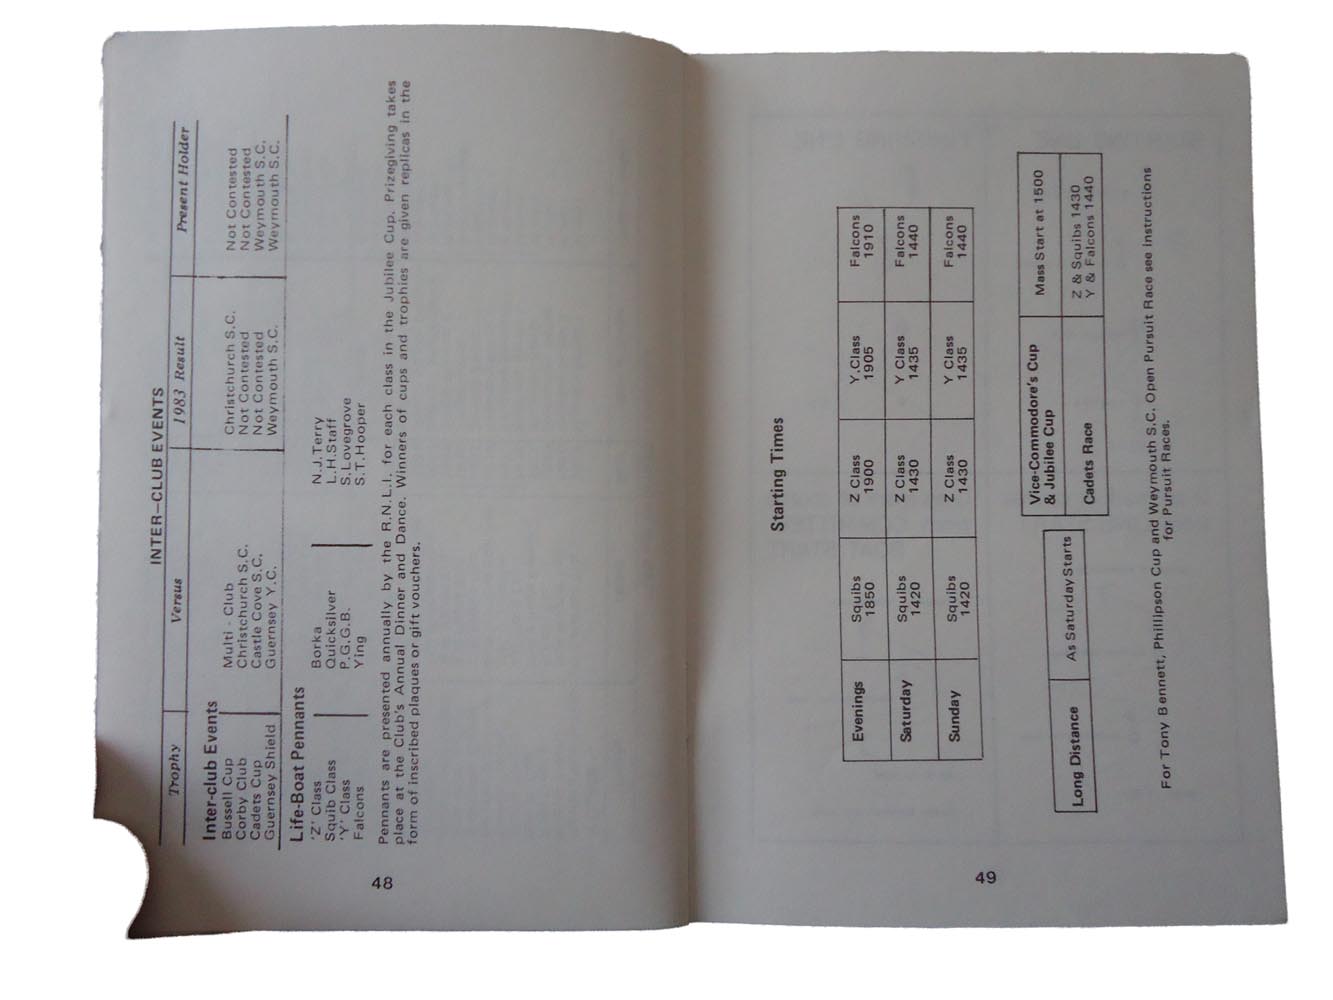 INTER–CLUB EVENTS
Trophy Versus 1983 Result Present Holder
Inter-club Events
Bussell Cup Multi - Club Christchurch S.C. Not Contested
Corby Club Christchurch S.C. Not Contested Not Contested
Cadets Cup Castle Cove S.C. Not Contested Weymouth S.C.
Guernsey Shield Guernsey Y.C. Weymouth S.C. Weymouth S.C.
Life-Boat Pennants
'Z' Class Borka N.J.Terry
Squib Class Quicksilver L.H.Staff
'Y' Class P.G.G.B. S.Lovegrove
Falcons Ying S.T.Hooper
Pennants are presented annually by the R.N.L.I. for each class in the Jubilee Cup. Prizegiving takes
place at the Club's Annual Dinner and Dance. Winners of cups and trophies are given replicas in the
form of inscribed plaques or gift vouchers.
48
Starting Times
Evenings Squibs Z Class Y.Class Falcons
1850 1900 1905 1910
Saturday Squibs Z Class Y Class Falcons
1420 1430 1435 1440
Sunday Squibs Z Class Y Class Falcons
1420 1430 1435 1440
Long Distance As Saturday Starts
Vice-Commodore's Cup
& Jubilee Cup Mass Start at 1500
Cadets Race Z & Squibs 1430
Y & Falcons 1440
For Tony Bennett, Phillipson Cup and Weymouth S.C. Open Pursuit Race see instructions
for Pursuit Races.
49